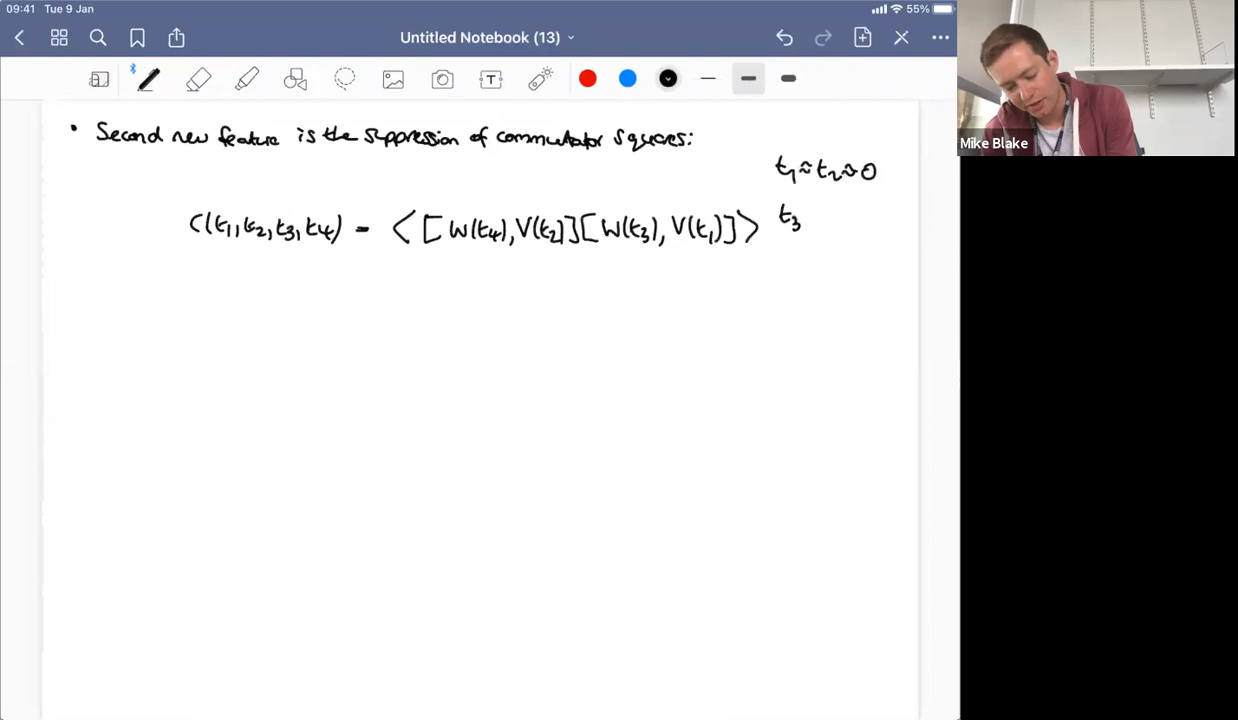 09:41 Tue 9 Jan
55%
Untitled Notebook (13)
T
• Second new feature is the suppression of commutator squares:
t₁ ≈ t₂ ≈ 0
C(t₁,t₂,t₃,t₄) = <[W(t₄),V(t₂)][W(t₃),V(t₁)]> t₃
Mike Blake